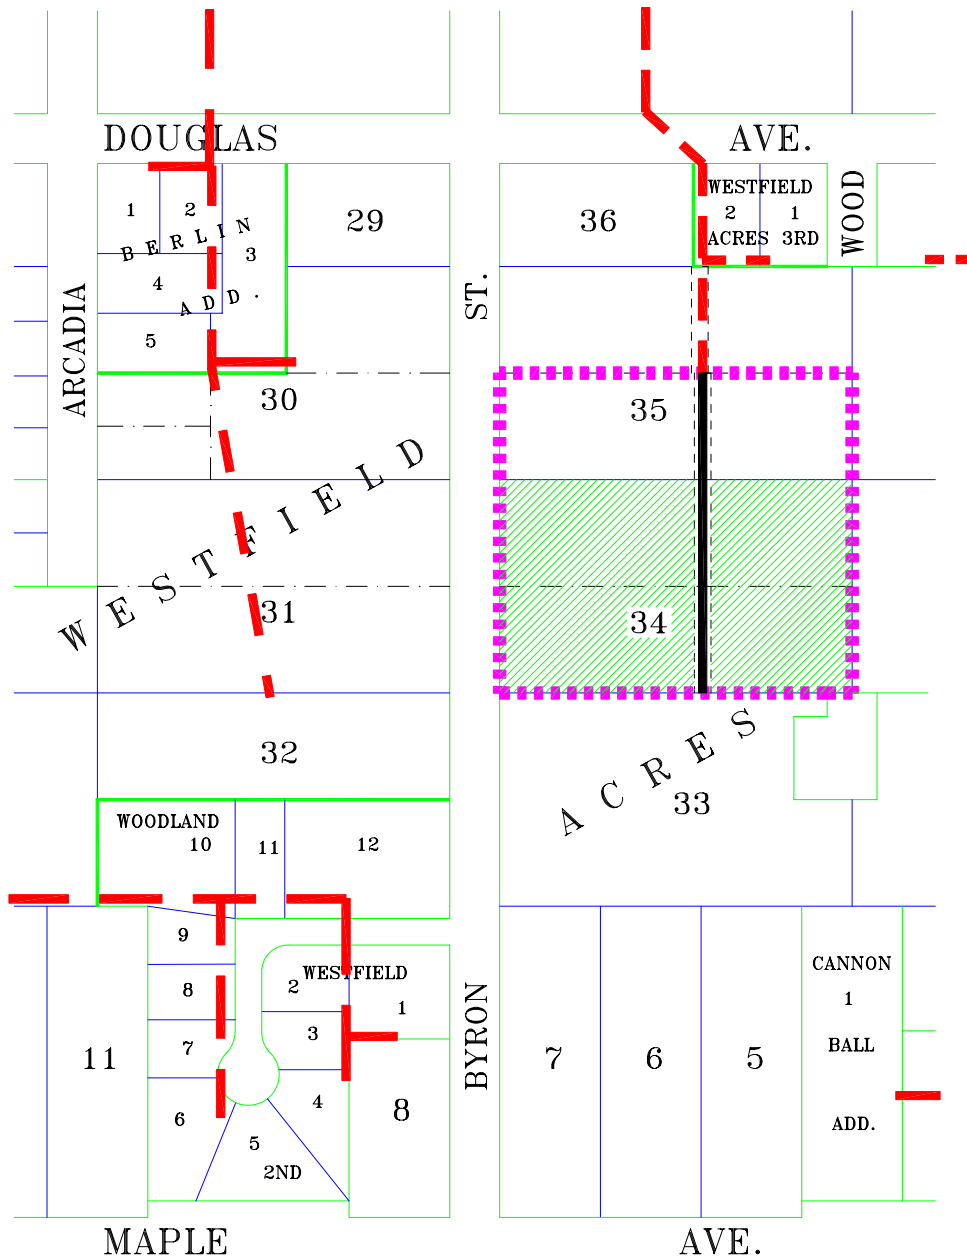 DOUGLAS AVE.
1 2 3
BERLIN
4
ADD.
5
29
36
WESTFIELD
2 1
ACRES 3RD
WOOD
ARCADIA
ST.
30
35
WESTFIELD
31
34
32
ACRES
33
WOODLAND
10 11 12
9
8
7
6
5
2ND
WESTFIELD
2
1
3
4
11
8
BYRON
7 6 5
CANNON
1
BALL
ADD.
MAPLE AVE.